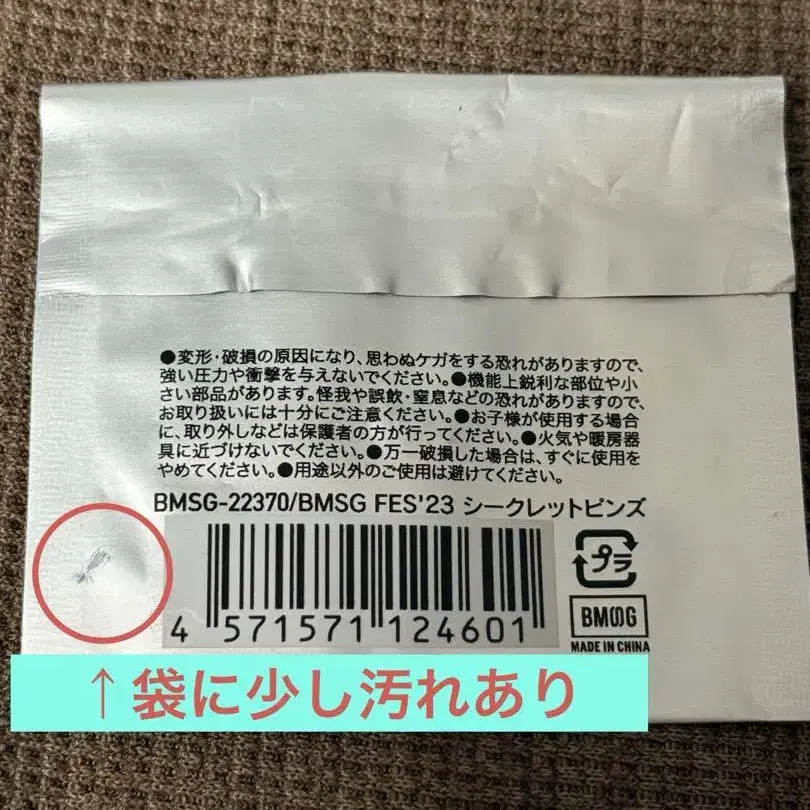 ●変形・破損の原因になり、思わぬケガをする恐れがありますので、
強い圧力や衝撃を与えないでください。●機能上鋭利な部位や小
さい部品があります。怪我や誤飲・窒息などの恐れがありますので、
お取り扱いには十分にご注意ください。●お子様が使用する場合
に、取り外しなどは保護者の方が行ってください。●火気や暖房器
具に近づけないでください。●万一破損した場合は、すぐに使用を
やめてください。●用途以外のご使用は避けてください。
BMSG-22370/BMSG FES'23 シークレットピンズ
4 571571 124601
プラ
BMSG
MADE IN CHINA
↑袋に少し汚れあり